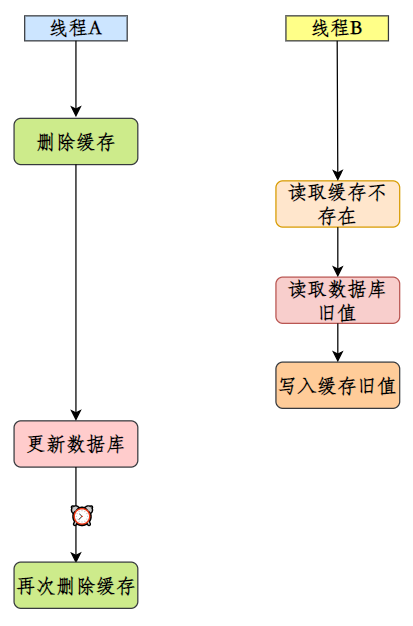 线程A
线程B
删除缓存
读取缓存不
存在
读取数据库
旧值
写入缓存旧值
更新数据库
再次删除缓存